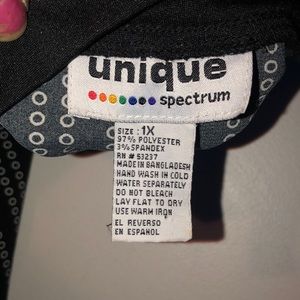 unique
spectrum
SIZE: 1X
97% POLYESTER
3% SPANDEX
RN# 53237
MADE IN BANGLADESH
HAND WASH IN COLD
WATER SEPARATELY
DO NOT BLEACH
LAY FLAT TO DRY
USE WARM IRON
EL REVERSO
EN ESPANOL